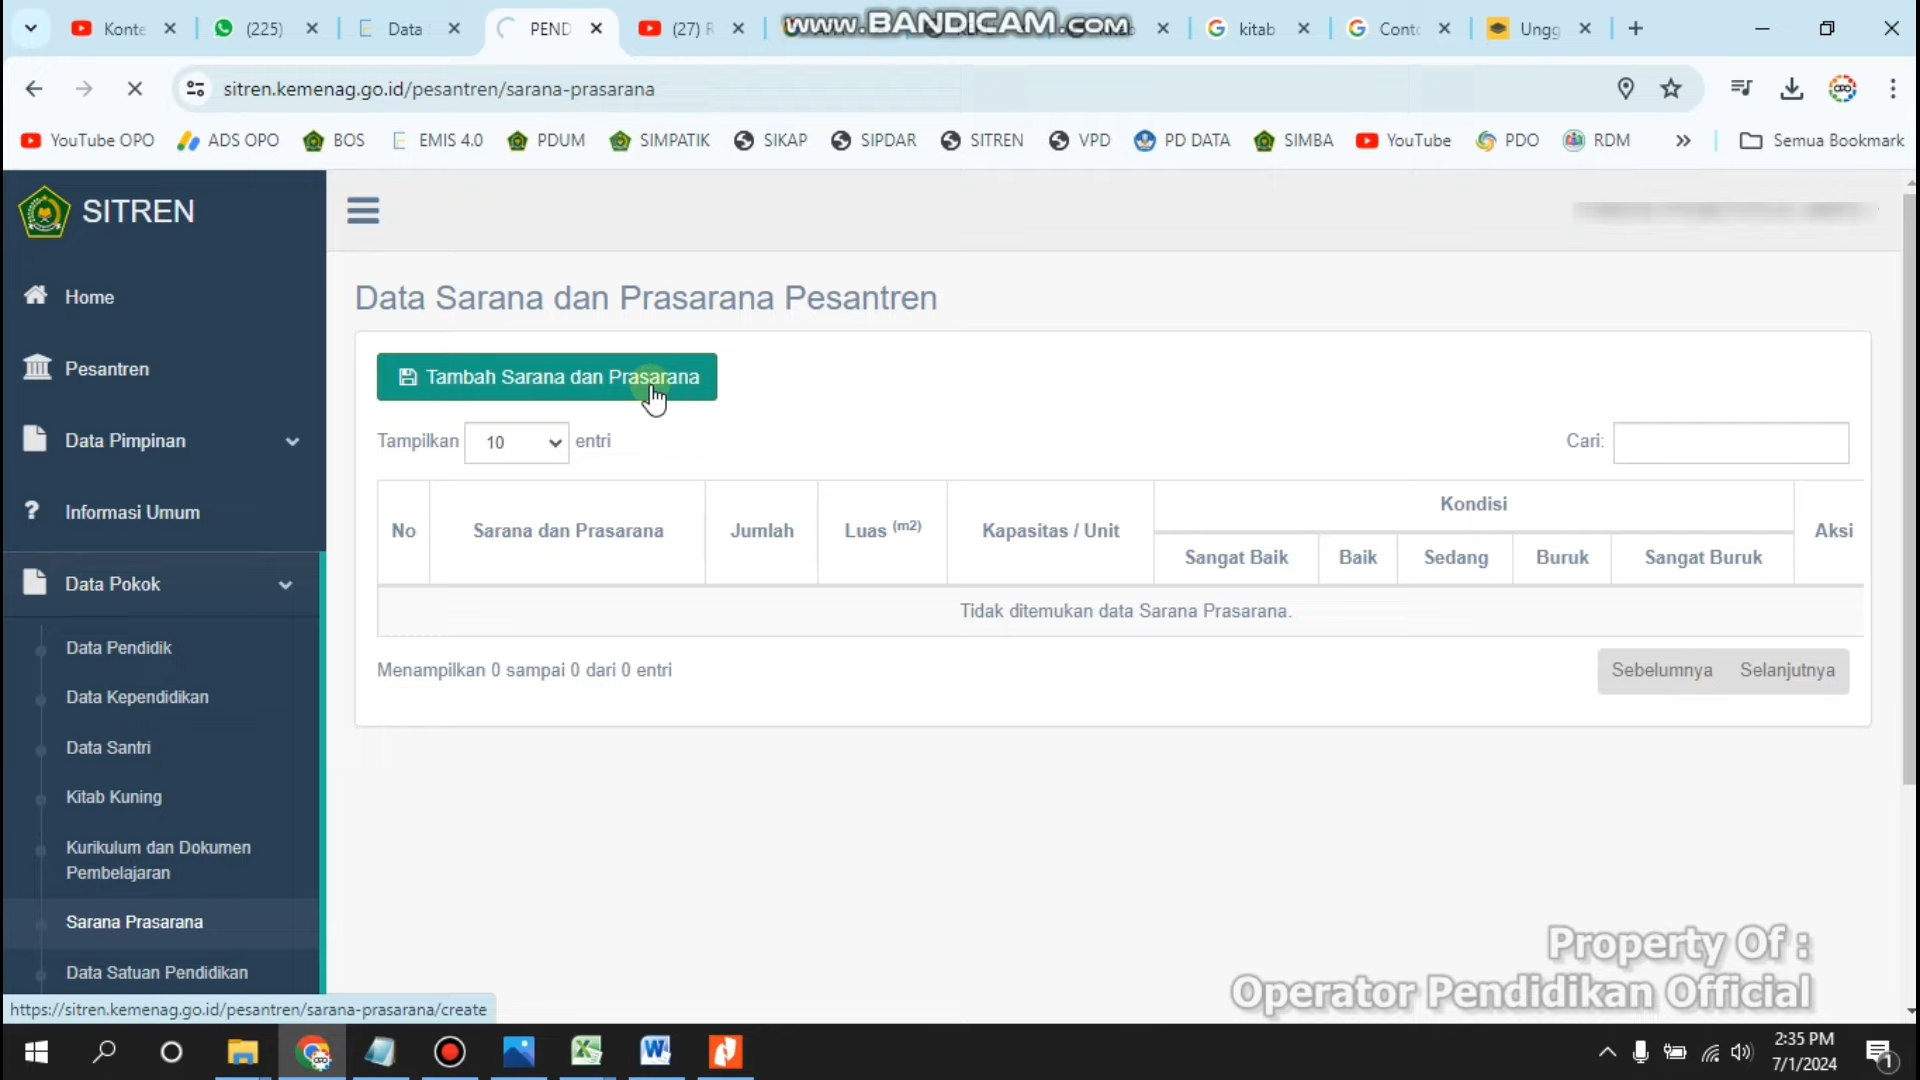 Konte
(225)
Data
PEND
(27) R
www.BANDICAM.com
kitab
Conto
Ungg
sitren.kemenag.go.id/pesantren/sarana-prasarana
YouTube OPO
ADS OPO
BOS
EMIS 4.0
PDUM
SIMPATIK
SIKAP
SIPDAR
SITREN
VPD
PD DATA
SIMBA
YouTube
PDO
RDM
Semua Bookmark
SITREN
Home
Pesantren
Data Pimpinan
Informasi Umum
Data Pokok
Data Pendidik
Data Kependidikan
Data Santri
Kitab Kuning
Kurikulum dan Dokumen
Pembelajaran
Sarana Prasarana
Data Satuan Pendidikan
https://sitren.kemenag.go.id/pesantren/sarana-prasarana/create
Data Sarana dan Prasarana Pesantren
Tambah Sarana dan Prasarana
Tampilkan 10 entri
Cari:
No
Sarana dan Prasarana
Jumlah
Luas (m2)
Kapasitas / Unit
Kondisi
Sangat Baik
Baik
Sedang
Buruk
Sangat Buruk
Aksi
Tidak ditemukan data Sarana Prasarana.
Menampilkan 0 sampai 0 dari 0 entri
Sebelumnya
Selanjutnya
Property Of :
Operator Pendidikan Official
2:35 PM
7/1/2024
1